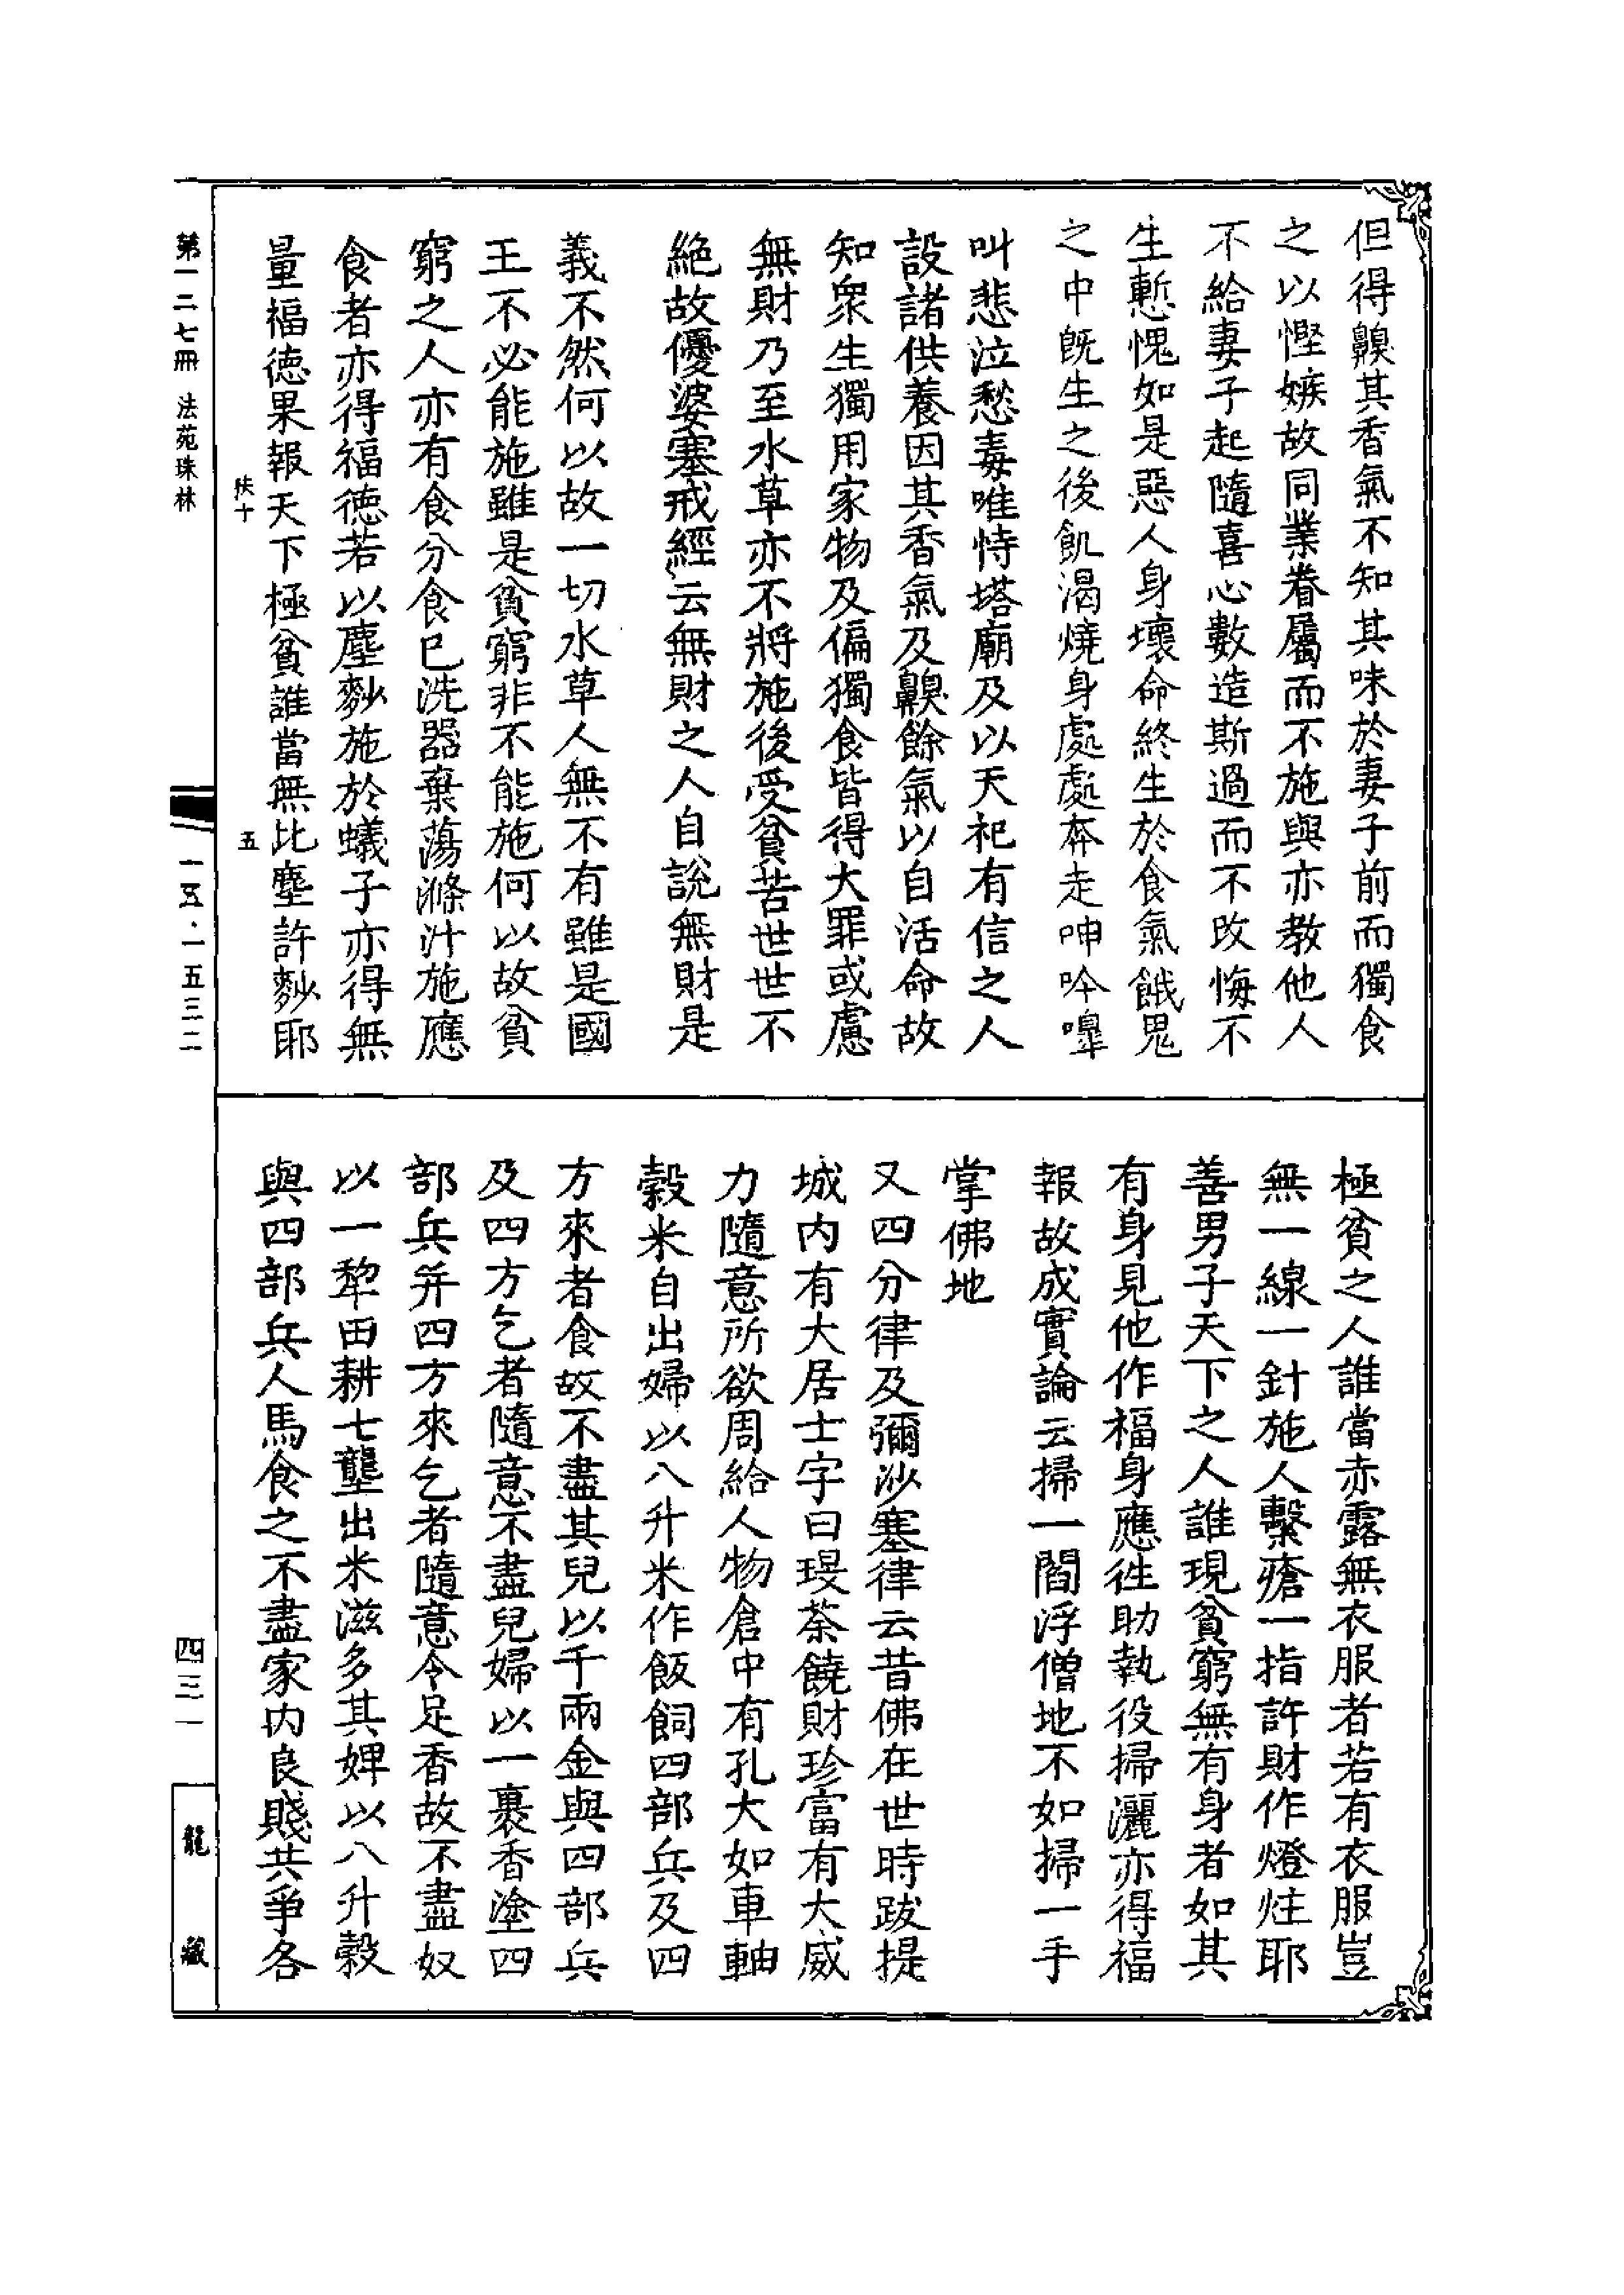 但得齅其香氣不知其味於妻子前而獨食
之以慳嫉故同業眷屬而不施與亦教他人
不給妻子起隨喜心數造斯過而不改悔不
生慙愧如是惡人身壞命終生於食氣餓鬼
之中旣生之後飢渴燒身處處奔走呻吟嘷
叫悲泣愁毒唯恃塔廟及以天祀有信之人
設諸供養因其香氣及齅餘氣以自活命故
知衆生獨用家物及偏獨食皆得大罪或慮
無財乃至水草亦不將施後受貧苦世世不
絶故優婆塞戒經云無財之人自說無財是
義不然何以故一切水草人無不有雖是國
王不必能施雖是貧窮非不能施何以故貧
窮之人亦有食分食已洗器棄蕩滌汁施應
食者亦得福德若以塵麨施於蟻子亦得無
量福德果報天下極貧誰當無比塵許麨耶
扶十
五
極貧之人誰當赤露無衣服者若有衣服豈
無一線一針施人繫瘡一指許財作燈炷耶
善男子天下之人誰現貧窮無有身者如其
有身見他作福身應徃助執役掃灑亦得福
報故成實論云掃一閻浮僧地不如掃一手
掌佛地
又四分律及彌沙塞律云昔佛在世時跋提
城内有大居士字曰㻔荼饒財珍富有大威
力隨意所欲周給人物倉中有孔大如車軸
穀米自出婦以八升米作飯飼四部兵及四
方來者食故不盡其兒以千兩金與四部兵
及四方乞者隨意不盡兒婦以一裹香塗四
部兵幷四方來乞者隨意令足香故不盡奴
以一犂田耕七壟出米滋多其婢以八升穀
與四部兵人馬食之不盡家内良賤共爭各
第一二七冊 法苑珠林
一五·一五三二
四三一
龍藏